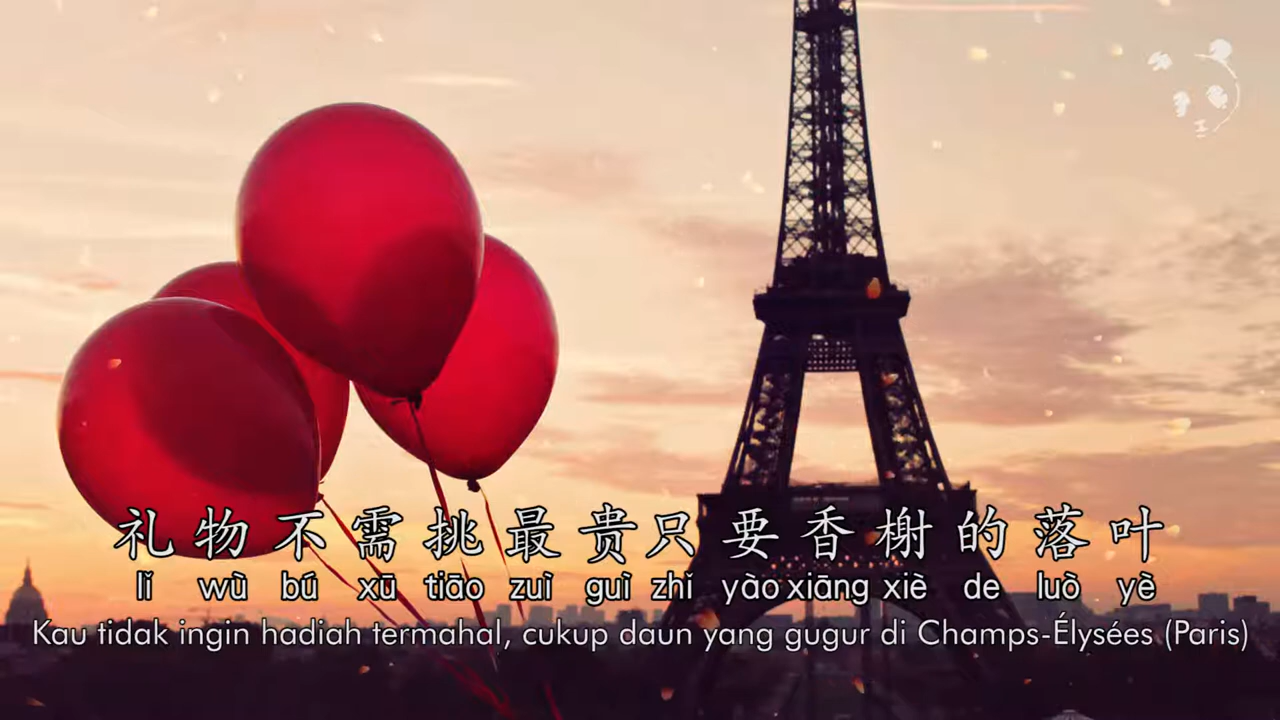 礼物不需挑最贵只要香榭的落叶
lǐ wù bú xū tiāo zuì guì zhǐ yào xiāng xiè de luò yè
Kau tidak ingin hadiah termahal, cukup daun yang gugur di Champs-Élysées (Paris)